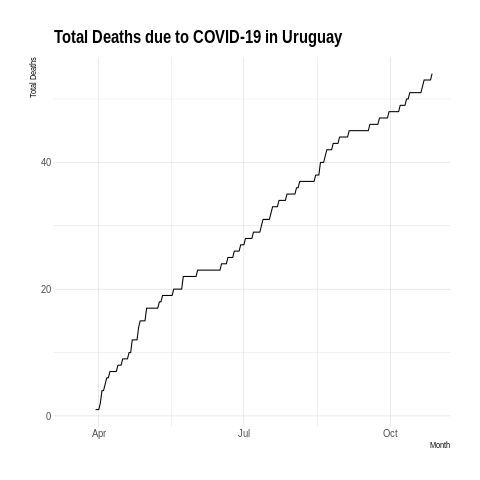 Total Deaths due to COVID-19 in Uruguay
Total Deaths
40
20
0
Apr
Jul
Oct
Month